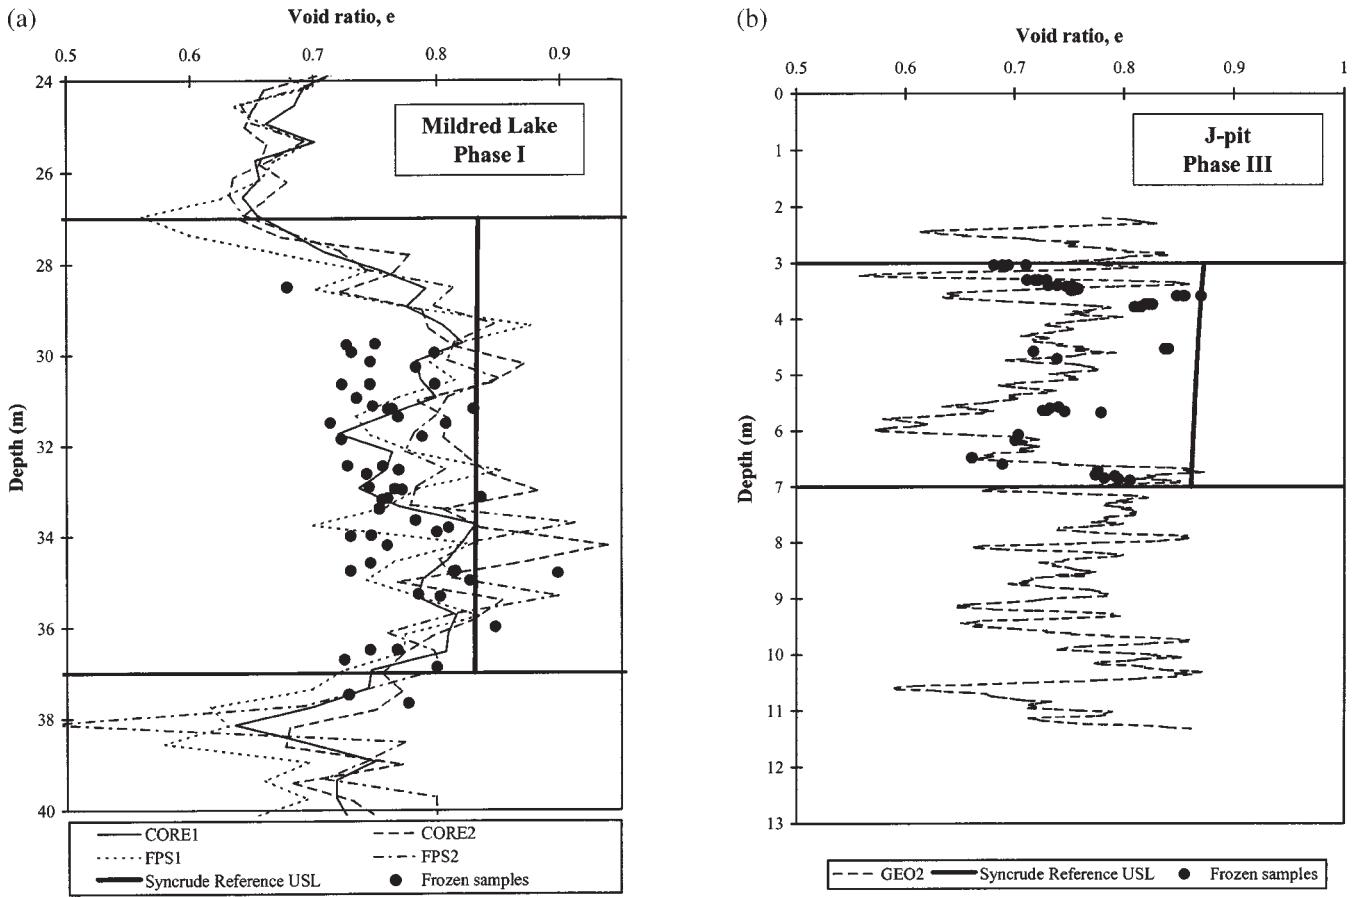 (a)
Void ratio, e
0.5 0.6 0.7 0.8 0.9
24
26
28
30
32
34
36
38
40
Depth (m)
Mildred Lake
Phase I
CORE1 CORE2
FPS1 FPS2
Syncrude Reference USL Frozen samples
(b)
Void ratio, e
0.5 0.6 0.7 0.8 0.9 1
0
1
2
3
4
5
6
7
8
9
10
11
12
13
Depth (m)
J-pit
Phase III
GEO2 Syncrude Reference USL Frozen samples